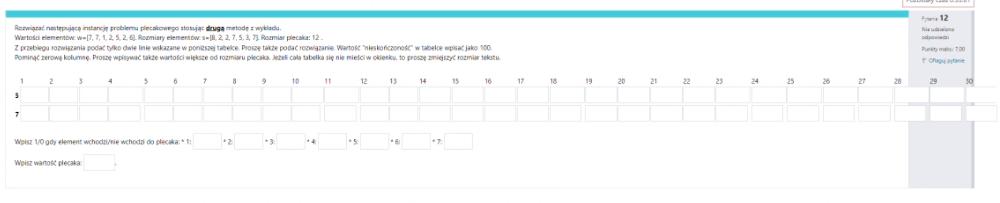 Pozostały czas 0:33:01
Rozwiązać następującą instancję problemu plecakowego stosując drugą metodę z wykładu.
Wartości elementów: w=[7, 7, 1, 2, 5, 2, 6]. Rozmiary elementów: s=[8, 2, 2, 7, 5, 3, 7]. Rozmiar plecaka: 12 .
Z przebiegu rozwiązania podać tylko dwie linie wskazane w poniższej tabelce. Proszę także podać rozwiązanie. Wartość "nieskończoność" w tabelce wpisać jako 100.
Pominąć zerową kolumnę. Proszę wpisywać także wartości większe od rozmiaru plecaka. Jeżeli cała tabelka się nie mieści w okienku, to proszę zmiejszyć rozmiar tekstu.
Pytanie 12
Nie udzielono
odpowiedzi
Punkty maks.: 7,00
Oflaguj pytanie
1 2 3 4 5 6 7 8 9 10 11 12 13 14 15 16 17 18 19 20 21 22 23 24 25 26 27 28 29 30
5
7
Wpisz 1/0 gdy element wchodzi/nie wchodzi do plecaka: * 1: * 2: * 3: * 4: * 5: * 6: * 7:
Wpisz wartość plecaka: .